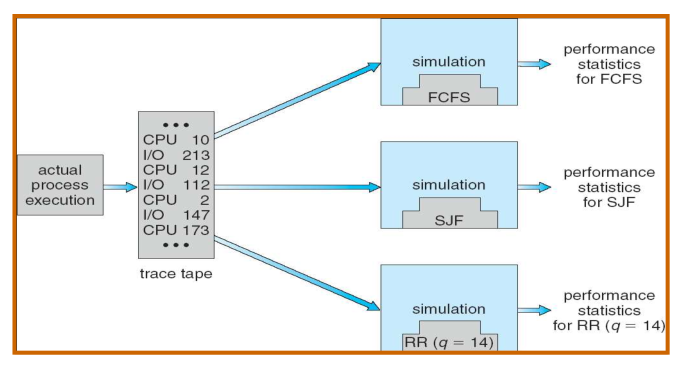 actual
process
execution
•••
CPU 10
I/O 213
CPU 12
I/O 112
CPU 2
I/O 147
CPU 173
•••
trace tape
simulation
FCFS
performance
statistics
for FCFS
simulation
SJF
performance
statistics
for SJF
simulation
RR (q = 14)
performance
statistics
for RR (q = 14)